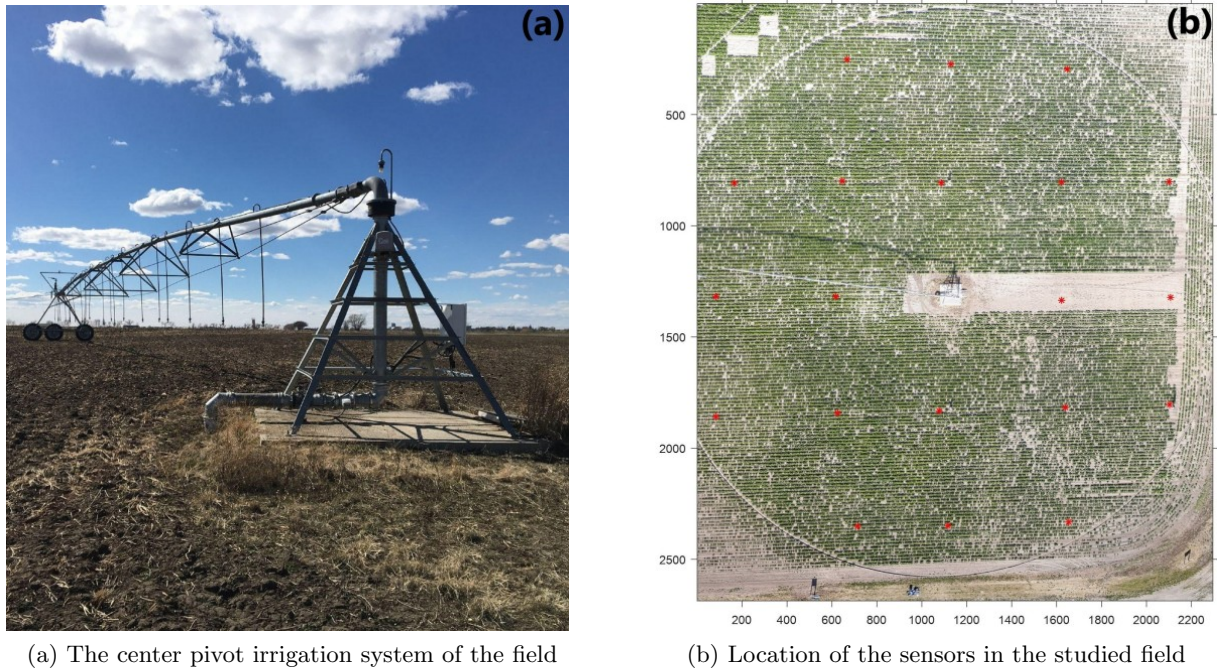 (a)
(b)
500
1000
1500
2000
2500
200 400 600 800 1000 1200 1400 1600 1800 2000 2200
(a) The center pivot irrigation system of the field
(b) Location of the sensors in the studied field